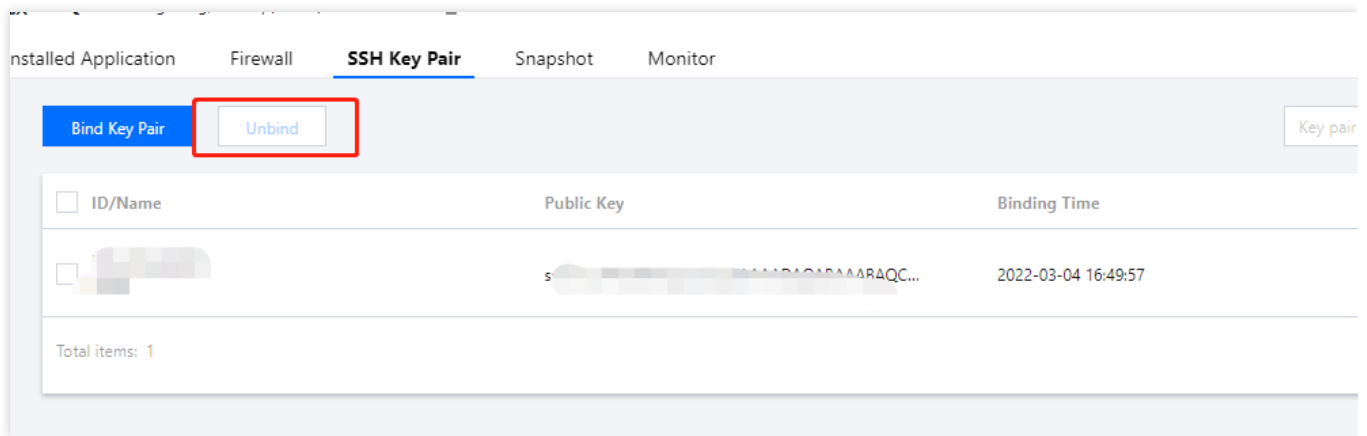 nstalled Application Firewall SSH Key Pair Snapshot Monitor
Bind Key Pair Unbind Key pair
ID/Name Public Key Binding Time
s ABAQC... 2022-03-04 16:49:57
Total items: 1